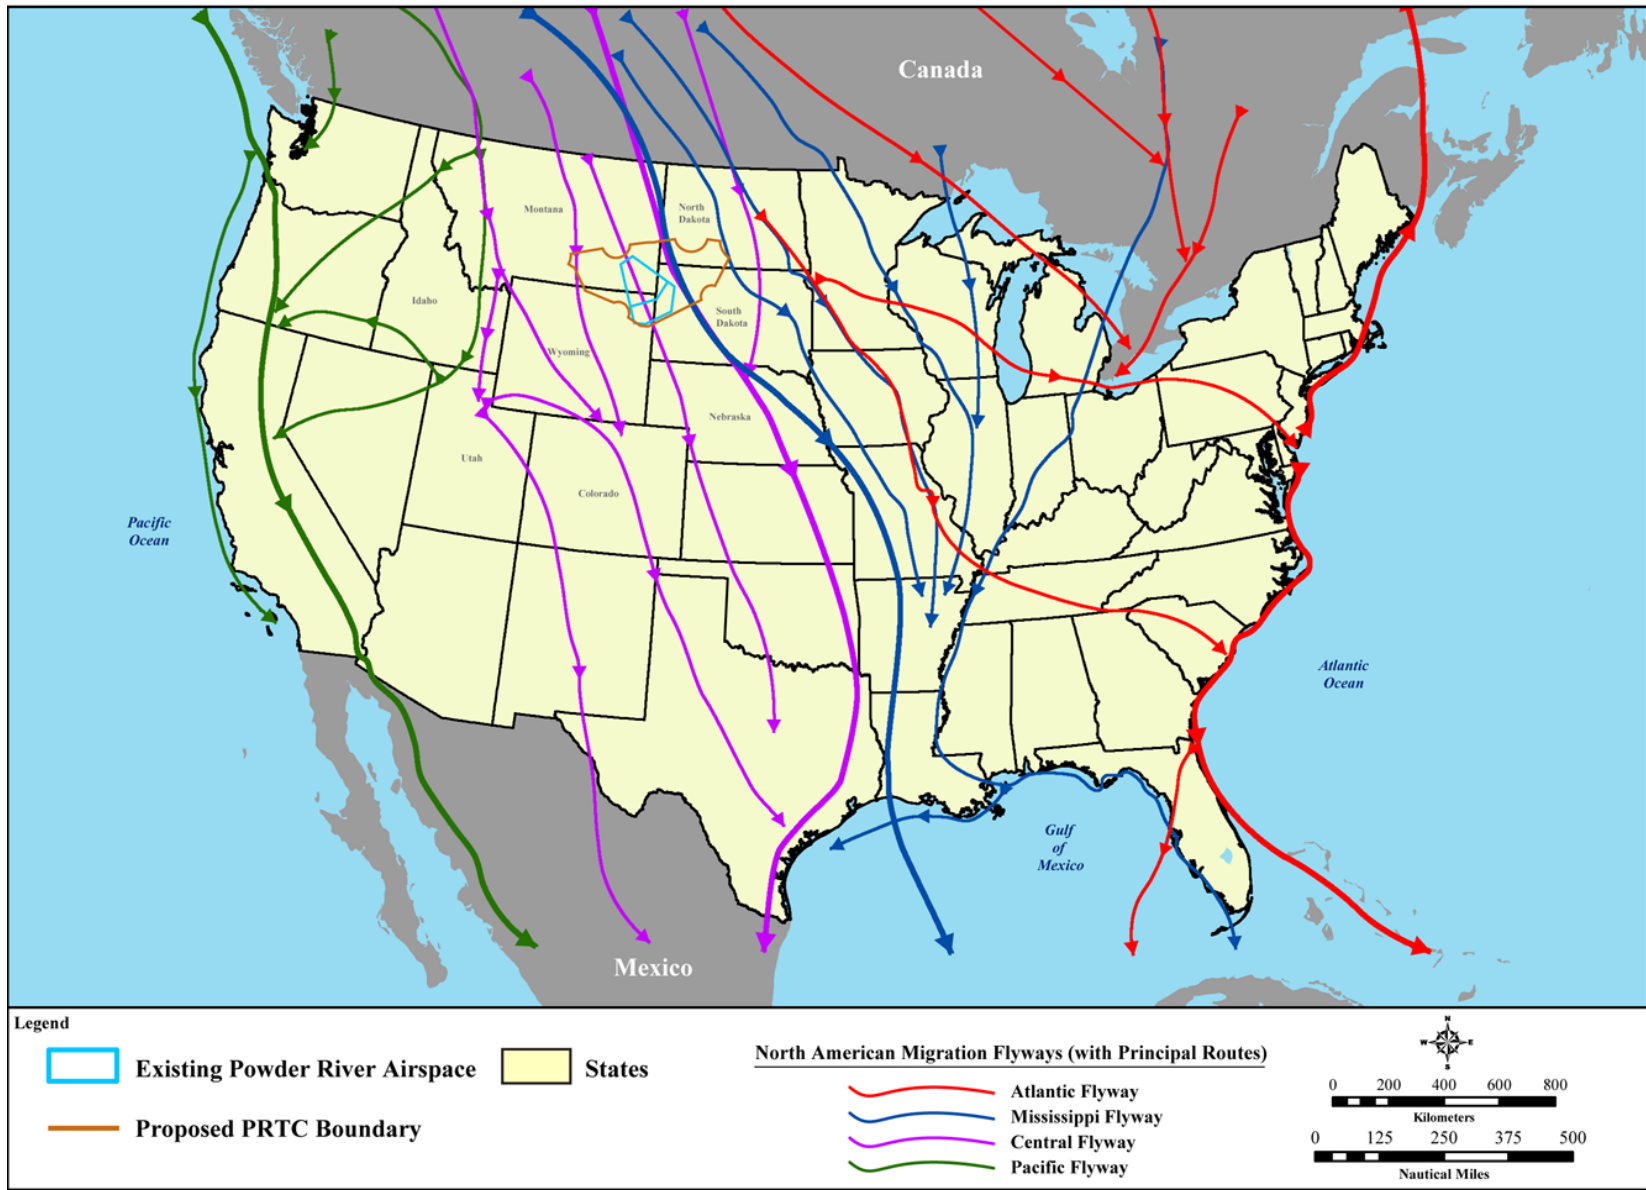 Canada
Montana
North
Dakota
Idaho
South
Dakota
Wyoming
Nebraska
Utah
Colorado
Pacific
Ocean
Atlantic
Ocean
Gulf
of
Mexico
Mexico
Legend
Existing Powder River Airspace
States
Proposed PRTC Boundary
North American Migration Flyways (with Principal Routes)
Atlantic Flyway
Mississippi Flyway
Central Flyway
Pacific Flyway
N
W E
S
0 200 400 600 800
Kilometers
0 125 250 375 500
Nautical Miles